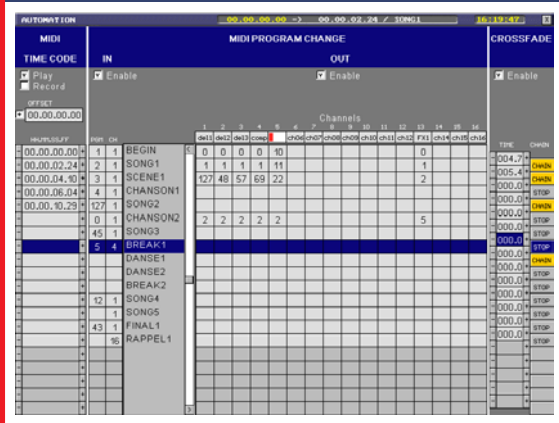 AUTOMATION 00.00.00.00 -> 00.00.02.24 / SONG1 16:19:47 X
MIDI MIDI PROGRAM CHANGE CROSSFADE
TIME CODE IN OUT
Play Enable Enable Enable
Record
OFFSET
00.00.00.00
Channels
1 2 3 4 5 6 7 8 9 10 11 12 13 14 15 16
HH.MM.SS.FF PGM CH del1 del2 del3 comp ch06 ch07 ch08 ch09 ch10 ch11 ch12 FX1 ch14 ch15 ch16 TIME CHAIN
00.00.00.00 1 1 BEGIN 0 0 0 0 10 0 004.7 CHAIN
00.00.02.24 2 1 SONG1 1 1 1 1 11 1 005.4 CHAIN
00.00.04.10 3 1 SCENE1 127 48 57 69 22 2 000.0 STOP
00.00.06.04 4 1 CHANSON1 000.0 CHAIN
00.00.10.29 127 1 SONG2 000.0 STOP
0 1 CHANSON2 2 2 2 2 2 5 000.0 STOP
45 1 SONG3 000.0 STOP
5 4 BREAK1 000.0 CHAIN
DANSE1 000.0 STOP
DANSE2 000.0 STOP
BREAK2 000.0 STOP
12 1 SONG4 000.0 STOP
1 SONG5 000.0 STOP
43 1 FINAL1 000.0 STOP
16 RAPPEL1